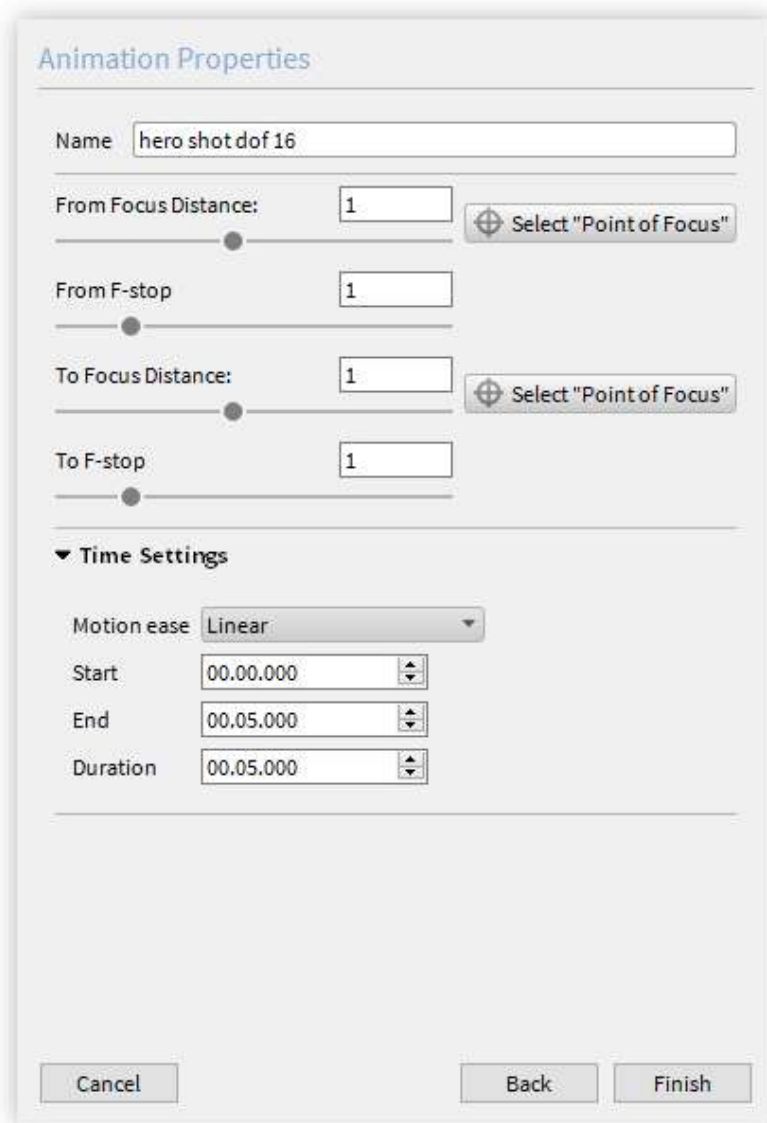 Animation Properties
Name hero shot dof 16
From Focus Distance: 1 Select "Point of Focus"
From F-stop 1
To Focus Distance: 1 Select "Point of Focus"
To F-stop 1
Time Settings
Motion ease Linear
Start 00.00.000
End 00.05.000
Duration 00.05.000
Cancel Back Finish